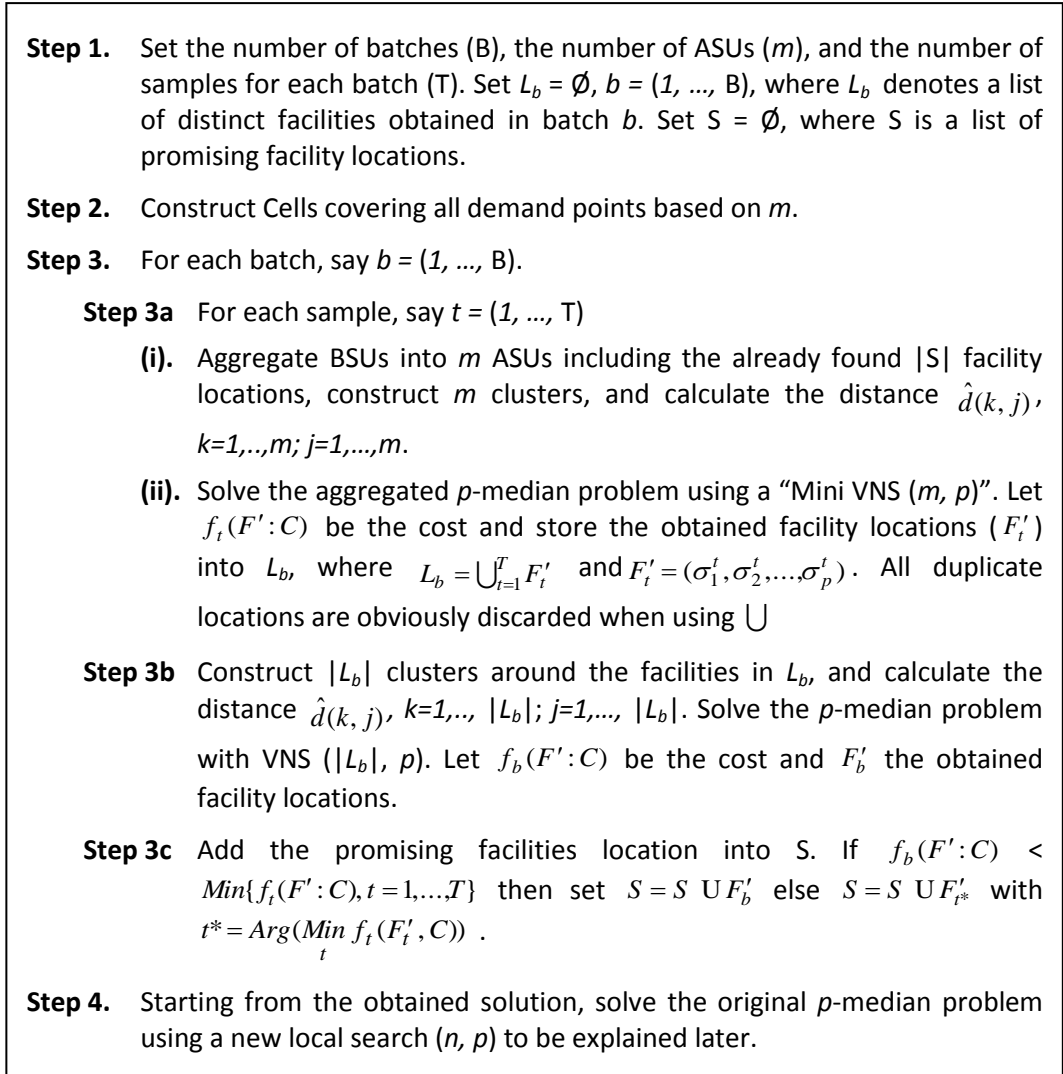 Step 1. Set the number of batches (B), the number of ASUs (m), and the number of
samples for each batch (T). Set L_b = Ø, b = (1, …, B), where L_b denotes a list
of distinct facilities obtained in batch b. Set S = Ø, where S is a list of
promising facility locations.
Step 2. Construct Cells covering all demand points based on m.
Step 3. For each batch, say b = (1, …, B).
Step 3a For each sample, say t = (1, …, T)
(i). Aggregate BSUs into m ASUs including the already found |S| facility
locations, construct m clusters, and calculate the distance d̂(k, j),
k=1,..,m; j=1,…,m.
(ii). Solve the aggregated p-median problem using a “Mini VNS (m, p)”. Let
f_t(F′:C) be the cost and store the obtained facility locations (F′_t)
into L_b, where L_b = ⋃_{t=1}^{T} F′_t and F′_t = (σ_1^t, σ_2^t,…, σ_p^t). All duplicate
locations are obviously discarded when using ⋃
Step 3b Construct |L_b| clusters around the facilities in L_b, and calculate the
distance d̂(k, j), k=1,.., |L_b|; j=1,…, |L_b|. Solve the p-median problem
with VNS (|L_b|, p). Let f_b(F′:C) be the cost and F′_b the obtained
facility locations.
Step 3c Add the promising facilities location into S. If f_b(F′:C) <
Min{f_t(F′:C), t = 1,…,T} then set S = S U F′_b else S = S U F′_{t*} with
t* = Arg(Min_t f_t(F′_t, C)) .
Step 4. Starting from the obtained solution, solve the original p-median problem
using a new local search (n, p) to be explained later.